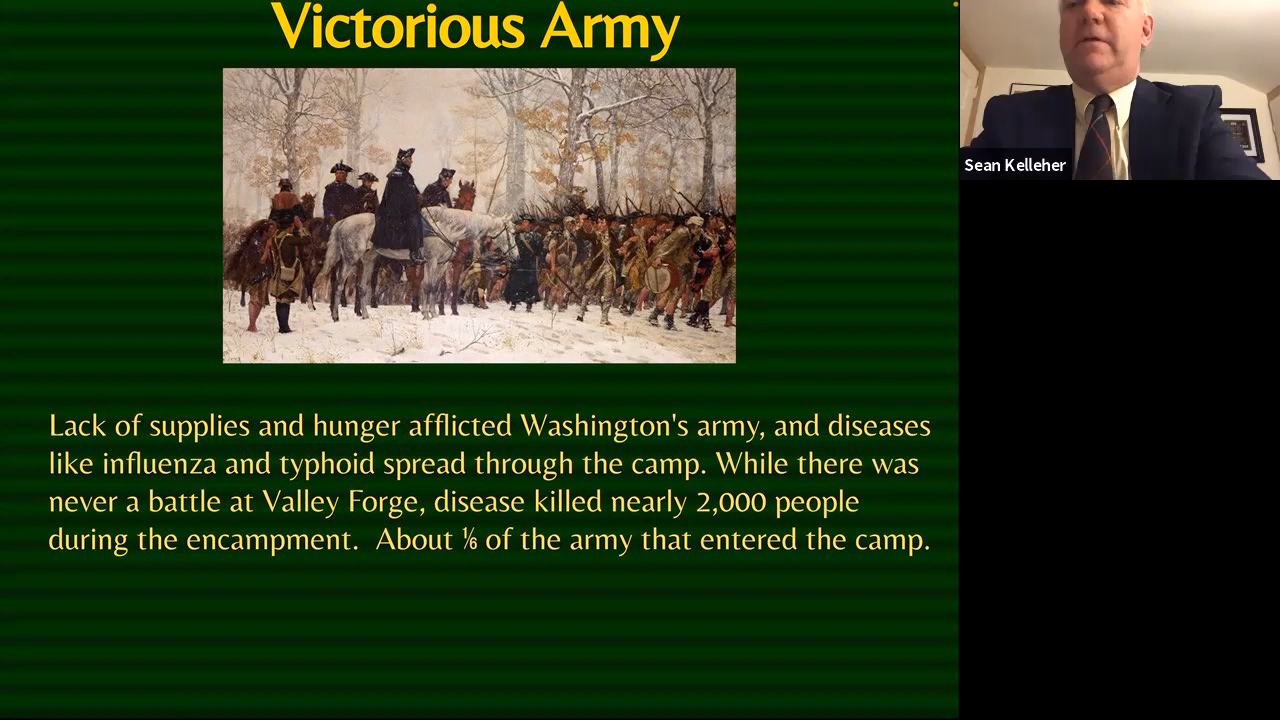 Victorious Army
Lack of supplies and hunger afflicted Washington's army, and diseases
like influenza and typhoid spread through the camp. While there was
never a battle at Valley Forge, disease killed nearly 2,000 people
during the encampment.  About ⅙ of the army that entered the camp.
Sean Kelleher